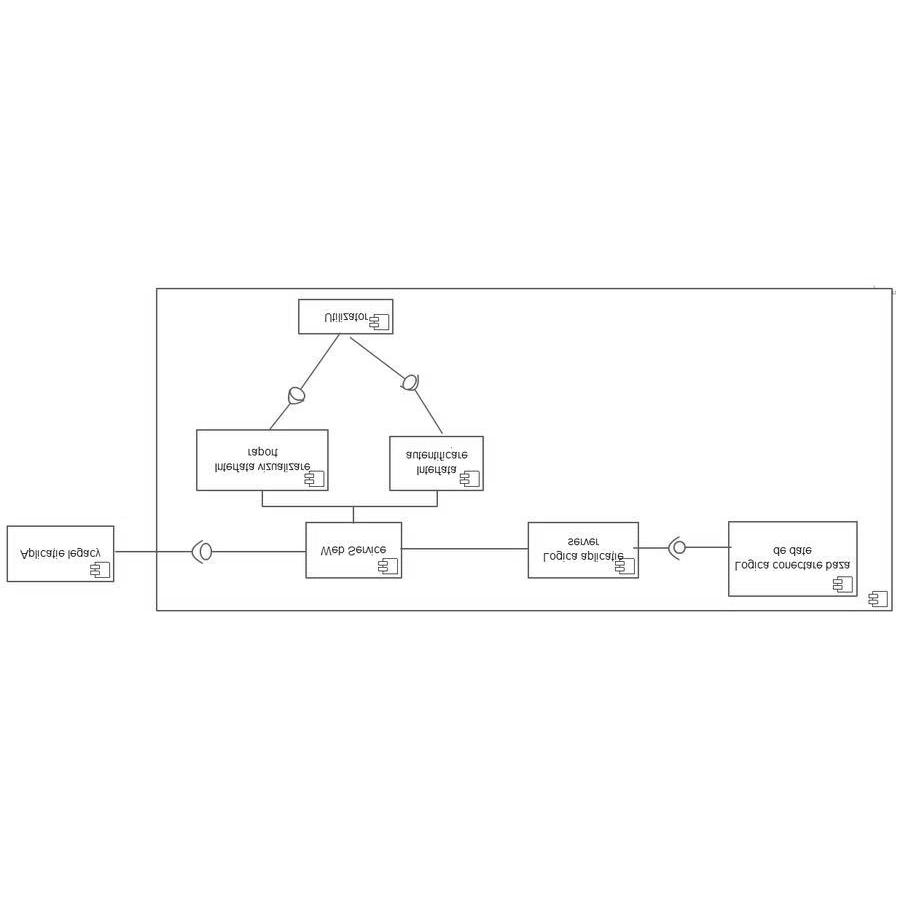 Aplicatie legacy
Web Service
Logica aplicatie
server
Logica conectare baza
de date
Interfata vizualizare
raport
Interfata
autentificare
Utilizator